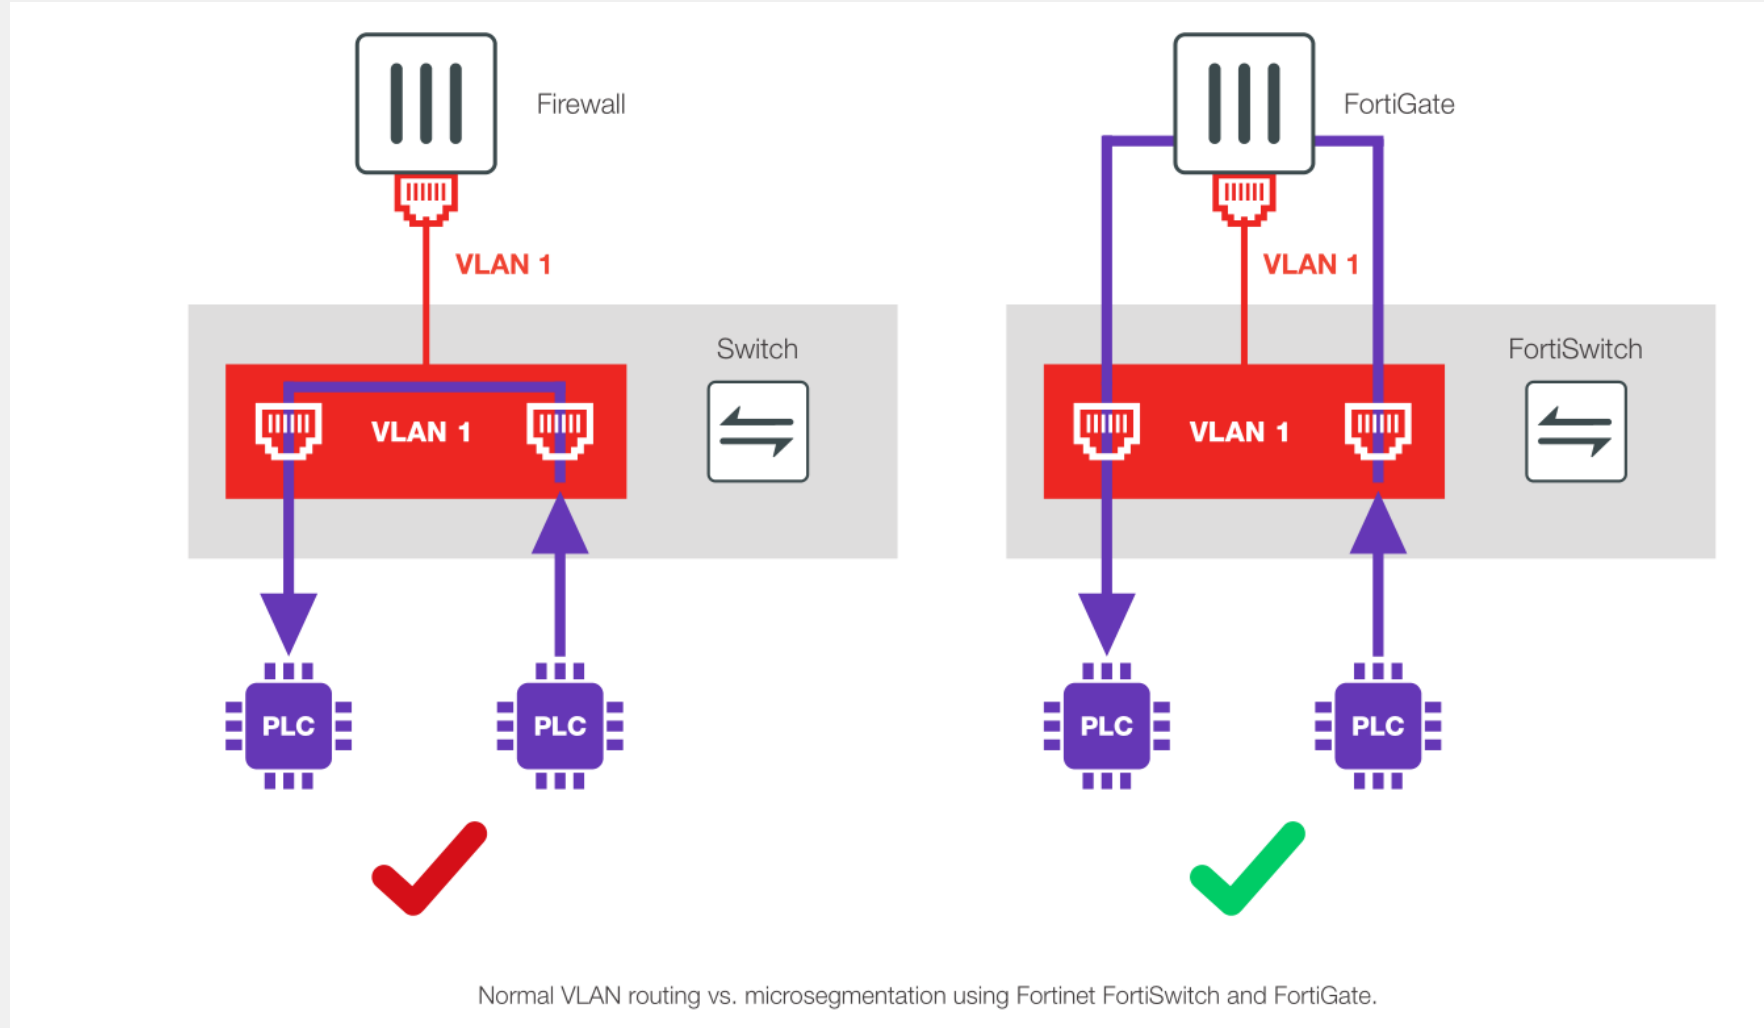 Firewall
FortiGate
VLAN 1
VLAN 1
Switch
FortiSwitch
VLAN 1
VLAN 1
PLC
PLC
PLC
PLC
Normal VLAN routing vs. microsegmentation using Fortinet FortiSwitch and FortiGate.